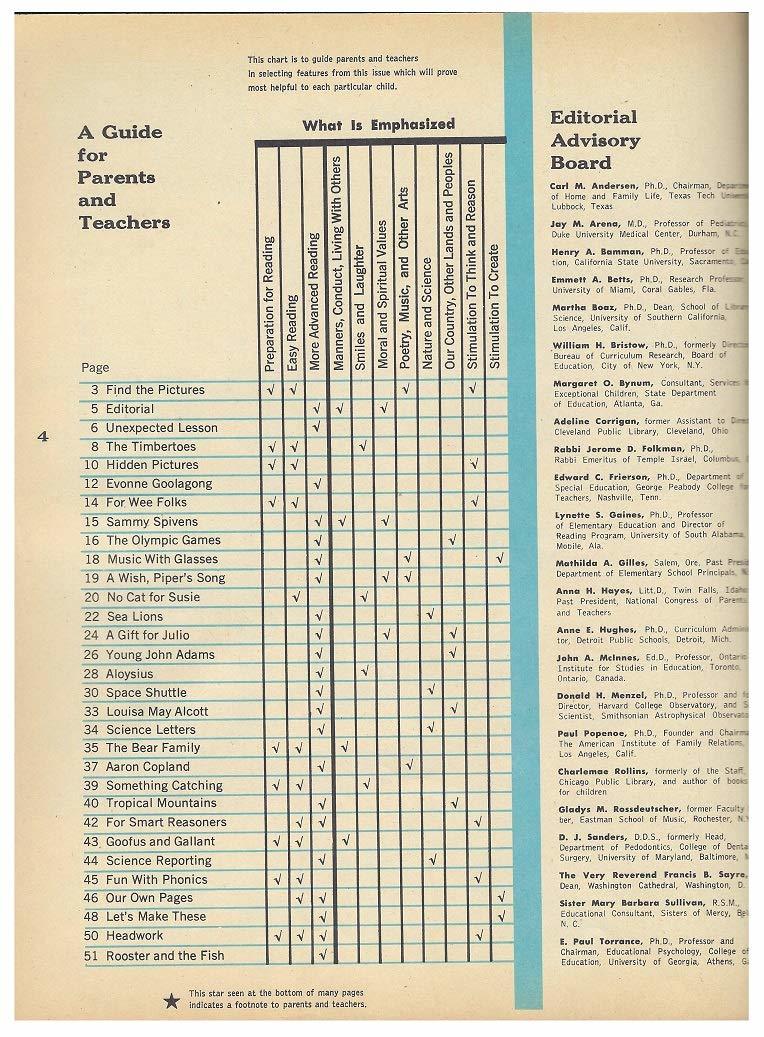 This chart is to guide parents and teachers
in selecting features from this issue which will prove
most helpful to each particular child.
A Guide
for
Parents
and
Teachers
What Is Emphasized
Preparation for Reading
Easy Reading
More Advanced Reading
Manners, Conduct, Living With Others
Smiles and Laughter
Moral and Spiritual Values
Poetry, Music, and Other Arts
Nature and Science
Our Country, Other Lands and Peoples
Stimulation To Think and Reason
Stimulation To Create
Page
3 Find the Pictures √ √ √ √
5 Editorial √ √ √
6 Unexpected Lesson √
8 The Timbertoes √ √ √
10 Hidden Pictures √ √ √
12 Evonne Goolagong √
14 For Wee Folks √ √ √
15 Sammy Spivens √ √ √
16 The Olympic Games √ √
18 Music With Glasses √ √ √
19 A Wish, Piper's Song √ √ √
20 No Cat for Susie √ √
22 Sea Lions √ √
24 A Gift for Julio √ √ √
26 Young John Adams √ √
28 Aloysius √ √
30 Space Shuttle √ √
33 Louisa May Alcott √ √
34 Science Letters √ √
35 The Bear Family √ √ √
37 Aaron Copland √ √
39 Something Catching √ √ √
40 Tropical Mountains √ √
42 For Smart Reasoners √ √ √
43 Goofus and Gallant √ √ √
44 Science Reporting √ √
45 Fun With Phonics √ √ √
46 Our Own Pages √ √ √
48 Let's Make These √ √
50 Headwork √ √ √ √
51 Rooster and the Fish √
★ This star seen at the bottom of many pages
indicates a footnote to parents and teachers.
4
Editorial
Advisory
Board
Carl M. Andersen, Ph.D., Chairman,
of Home and Family Life, Texas Tech
Lubbock, Texas
Jay M. Arena, M.D., Professor of
Duke University Medical Center, Durham, N.C.
Henry A. Bamman, Ph.D., Professor of
tion, California State University, Sacramento,
Emmett A. Betts, Ph.D., Research
University of Miami, Coral Gables, Fla.
Martha Boaz, Ph.D., Dean, School of
Science, University of Southern California,
Los Angeles, Calif.
William H. Bristow, Ph.D., formerly
Bureau of Curriculum Research, Board of
Education, City of New York, N.Y.
Margaret O. Bynum, Consultant, Services
Exceptional Children, State Department
of Education, Atlanta, Ga.
Adeline Corrigan, former Assistant to
Cleveland Public Library, Cleveland, Ohio
Rabbi Jerome D. Folkman, Ph.D.,
Rabbi Emeritus of Temple Israel, Columbus,
Edward C. Frierson, Ph.D., Department of
Special Education, George Peabody College
Teachers, Nashville, Tenn.
Lynette S. Gaines, Ph.D., Professor
of Elementary Education and Director of
Reading Program, University of South Alabama,
Mobile, Ala.
Mathilda A. Gilles, Salem, Ore. Past
Department of Elementary School Principals,
Anna H. Hayes, Litt.D., Twin Falls, Idaho
Past President, National Congress of
and Teachers
Anne E. Hughes, Ph.D., Curriculum
tor, Detroit Public Schools, Detroit, Mich.
John A. McInnes, Ed.D., Professor, Ontario
Institute for Studies in Education, Toronto,
Ontario, Canada.
Donald H. Menzel, Ph.D., Professor and
Director, Harvard College Observatory, and
Scientist, Smithsonian Astrophysical
Paul Popenoe, Ph.D., Founder and
The American Institute of Family Relations,
Los Angeles, Calif.
Charlemae Rollins, formerly of the Staff,
Chicago Public Library, and author of books
for children
Gladys M. Rossdeutscher, former Faculty
ber, Eastman School of Music, Rochester, N.
D. J. Sanders, D.D.S., formerly Head,
Department of Pedodontics, College of
Surgery, University of Maryland, Baltimore,
The Very Reverend Francis B. Sayre,
Dean, Washington Cathedral, Washington, D.
Sister Mary Barbara Sullivan, R.S.M.,
Educational Consultant, Sisters of Mercy,
N. C.
E. Paul Torrance, Ph.D., Professor and
Chairman, Educational Psychology, College of
Education, University of Georgia, Athens,